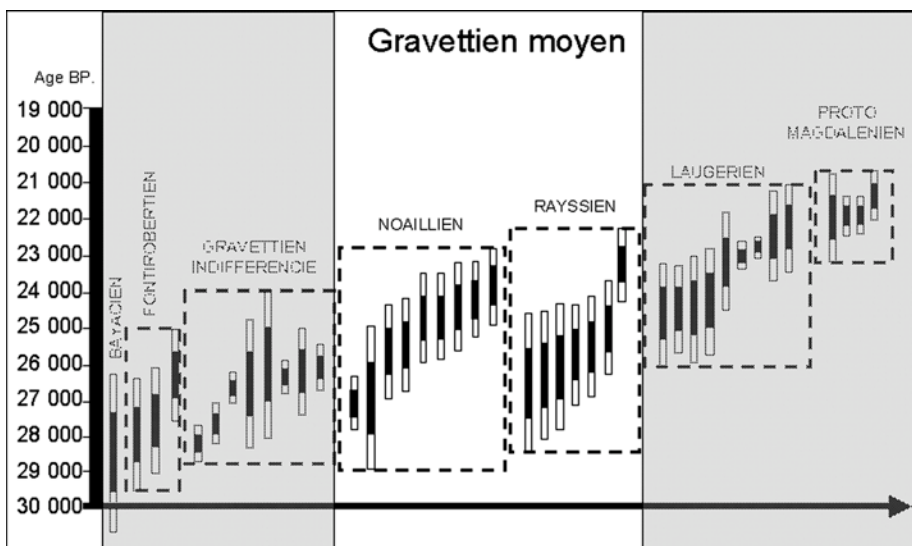 Gravettien moyen
Age BP.
19 000
20 000
21 000
22 000
23 000
24 000
25 000
26 000
27 000
28 000
29 000
30 000
BAYACIEN
FONTIROBERTIEN
GRAVETTIEN
INDIFFERENCIE
NOAILLIEN
RAYSSIEN
LAUGERIEN
PROTO
MAGDALENIEN